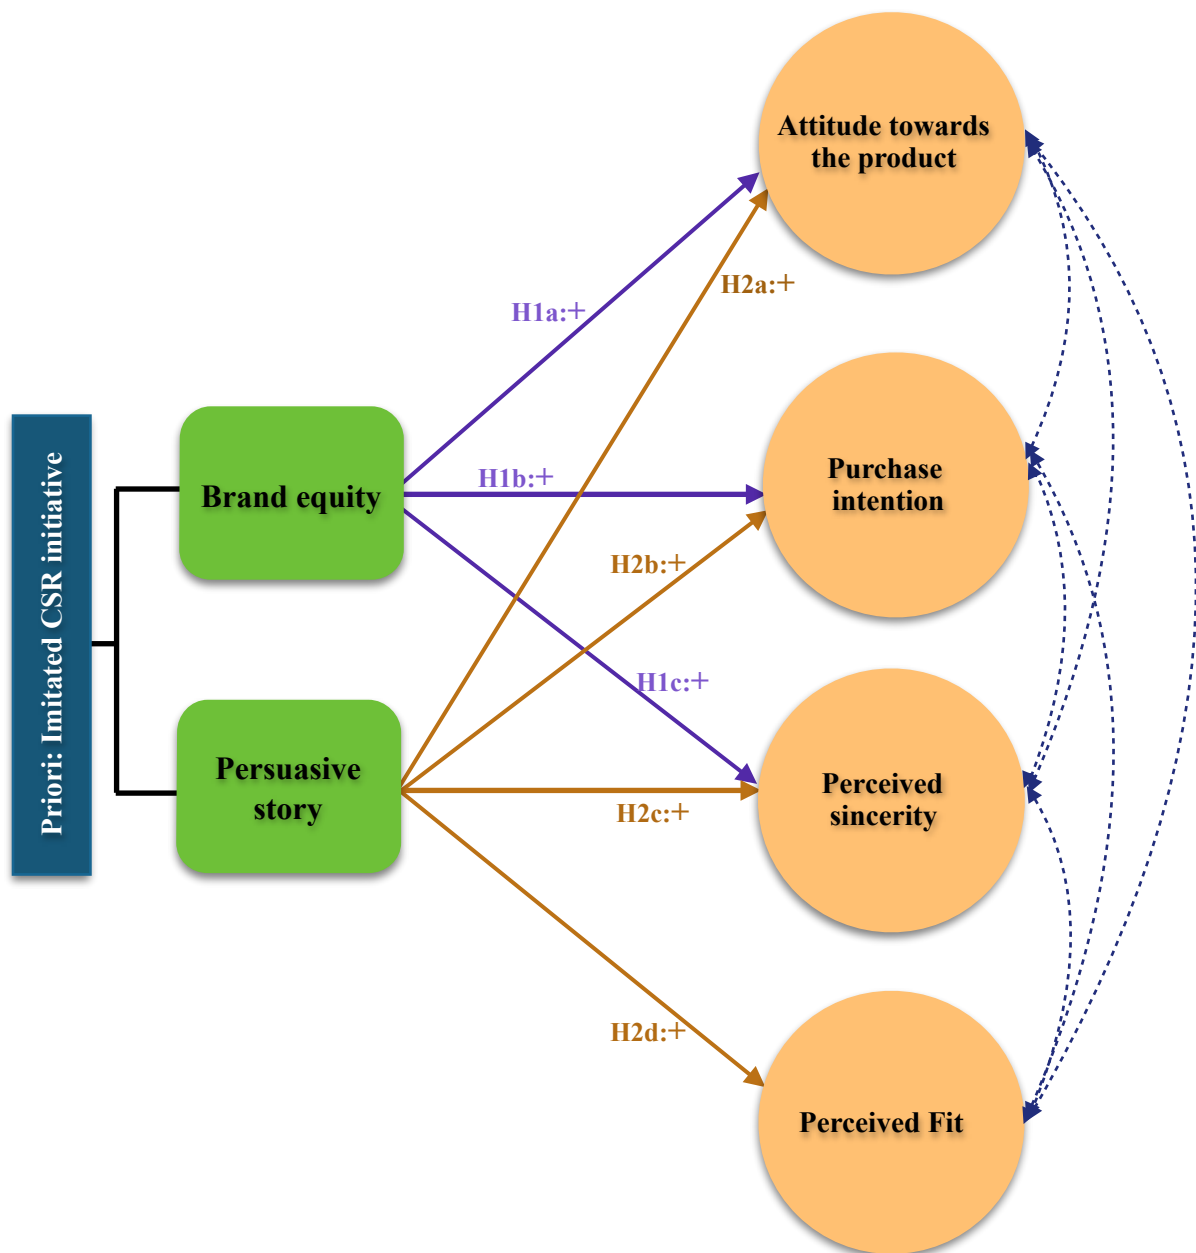 Attitude towards
the product
H2a:+
H1a:+
Priori: Imitated CSR initiative
Brand equity
H1b:+
Purchase
intention
H2b:+
H1c:+
Persuasive
story
H2c:+
Perceived
sincerity
H2d:+
Perceived Fit